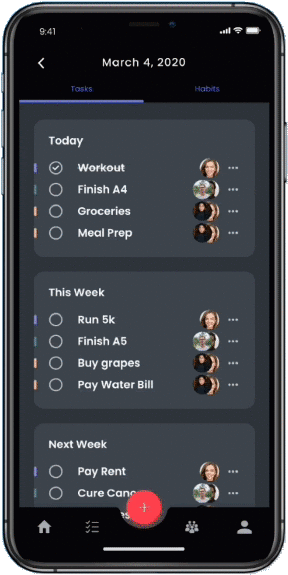 9:41
March 4, 2020
Tasks Habits
Today
Workout
Finish A4
Groceries
Meal Prep
This Week
Run 5k
Finish A5
Buy grapes
Pay Water Bill
Next Week
Pay Rent
Cure Canc